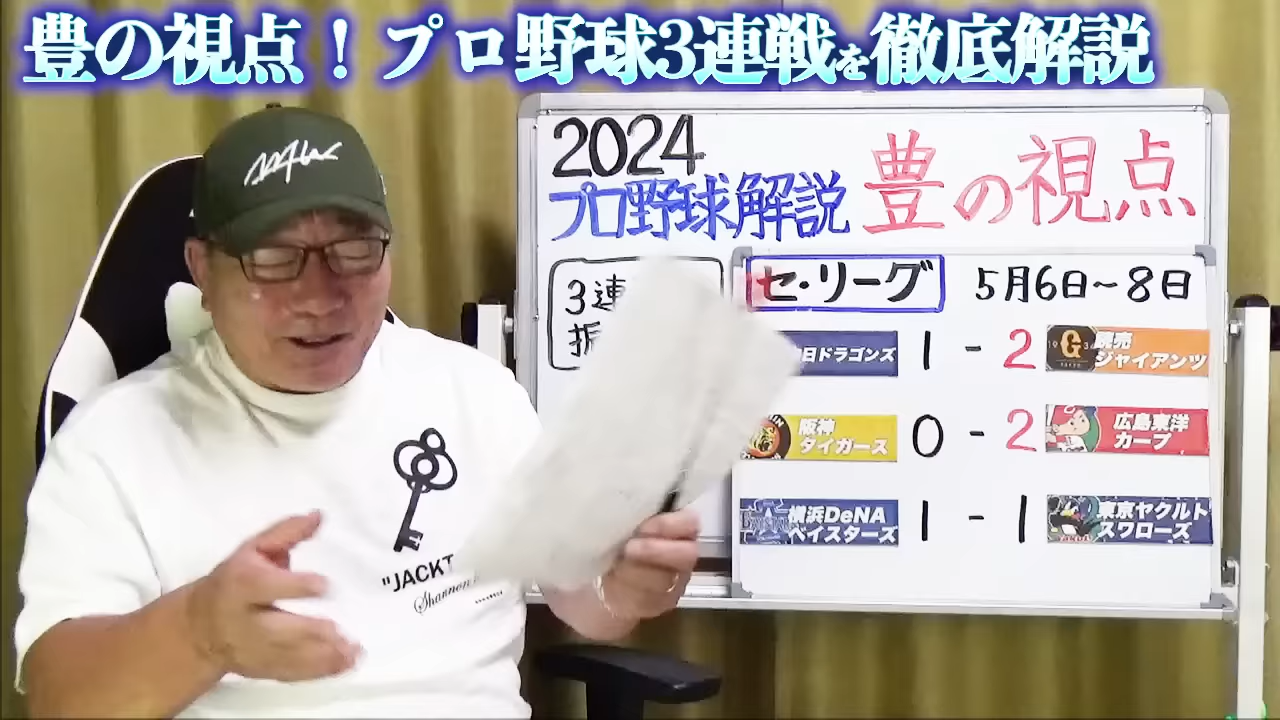 豊の視点！プロ野球3連戦を徹底解説
2024
プロ野球解説
豊の視点
3連
振
セ・リーグ
5月6日～8日
日ドラゴンズ
1 - 2
読売
ジャイアンツ
阪神
タイガース
0 - 2
広島東洋
カープ
横浜DeNA
ベイスターズ
1 - 1
東京ヤクルト
スワローズ
"JACKT
Shannon